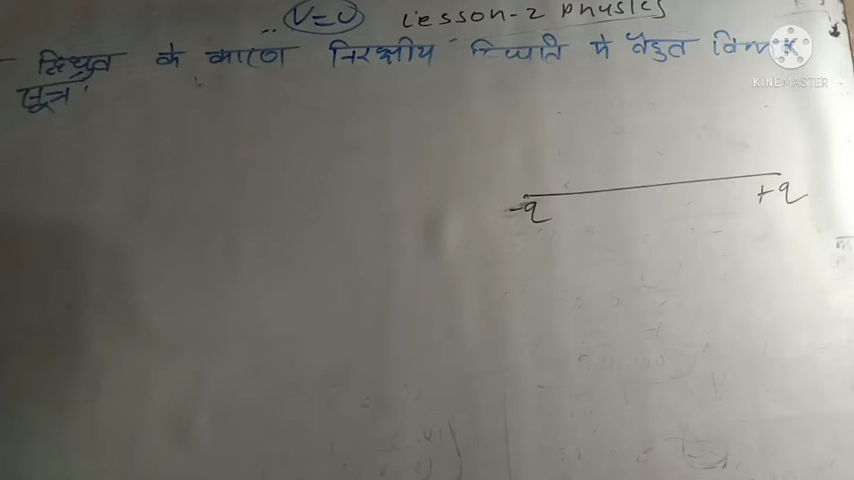 V=0 Lesson-2 Physics
- द्विध्रुव के कारण निरक्षीय स्थिति मे वैद्युत विभव
सूत्र
KINEMASTER
-q +q